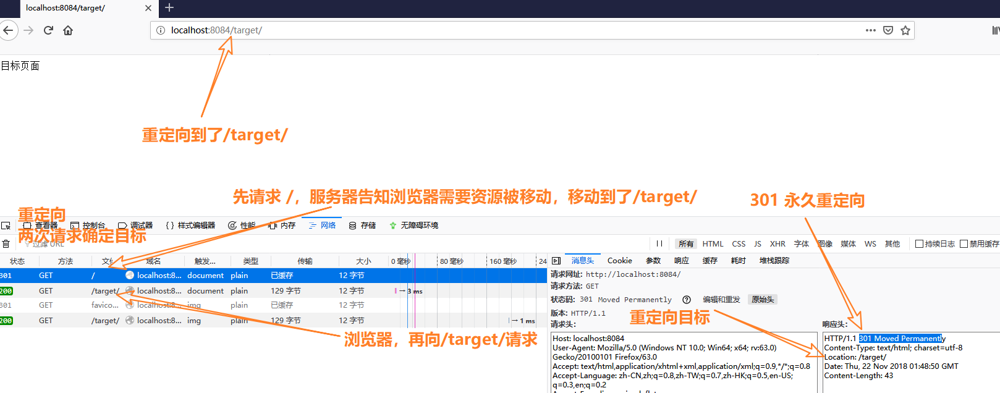 localhost:8084/target/
localhost:8084/target/
目标页面
重定向到了/target/
先请求 /，服务器告知浏览器需要资源被移动，移动到了/target/
301 永久重定向
重定向
两次请求确定目标
查看器 控制台 调试器 {} 样式编辑器 性能 内存 网络 存储 无障碍环境
过滤 URL
所有 HTML CSS JS XHR 字体 图像 媒体 WS 其他 持续日志 禁用缓存
状态 方法 域名 触发... 类型 传输 大小 0 毫秒 80 毫秒 160 毫秒 24
消息头 Cookie 参数 响应 缓存 耗时 堆栈跟踪
301 GET / localhost:8... document plain 已缓存 12 字节
200 GET /target/ localhost:8... document plain 129 字节 12 字节 → 3 ms
301 GET favico... localhost:8... img plain 已缓存 12 字节
200 GET /target/ localhost:8... img plain 129 字节 12 字节 → 1 ms
浏览器，再向/target/请求
请求网址: http://localhost:8084/
请求方法: GET
状态码: 301 Moved Permanently 编辑和重发 原始头
版本: HTTP/1.1
重定向目标
请求头:
Host: localhost:8084
User-Agent: Mozilla/5.0 (Windows NT 10.0; Win64; x64; rv:63.0)
Gecko/20100101 Firefox/63.0
Accept: text/html,application/xhtml+xml,application/xml;q=0.9,*/*;q=0.8
Accept-Language: zh-CN,zh;q=0.8,zh-TW;q=0.7,zh-HK;q=0.5,en-US;
q=0.3,en;q=0.2
响应头:
HTTP/1.1 301 Moved Permanently
Content-Type: text/html; charset=utf-8
Location: /target/
Date: Thu, 22 Nov 2018 01:48:50 GMT
Content-Length: 43